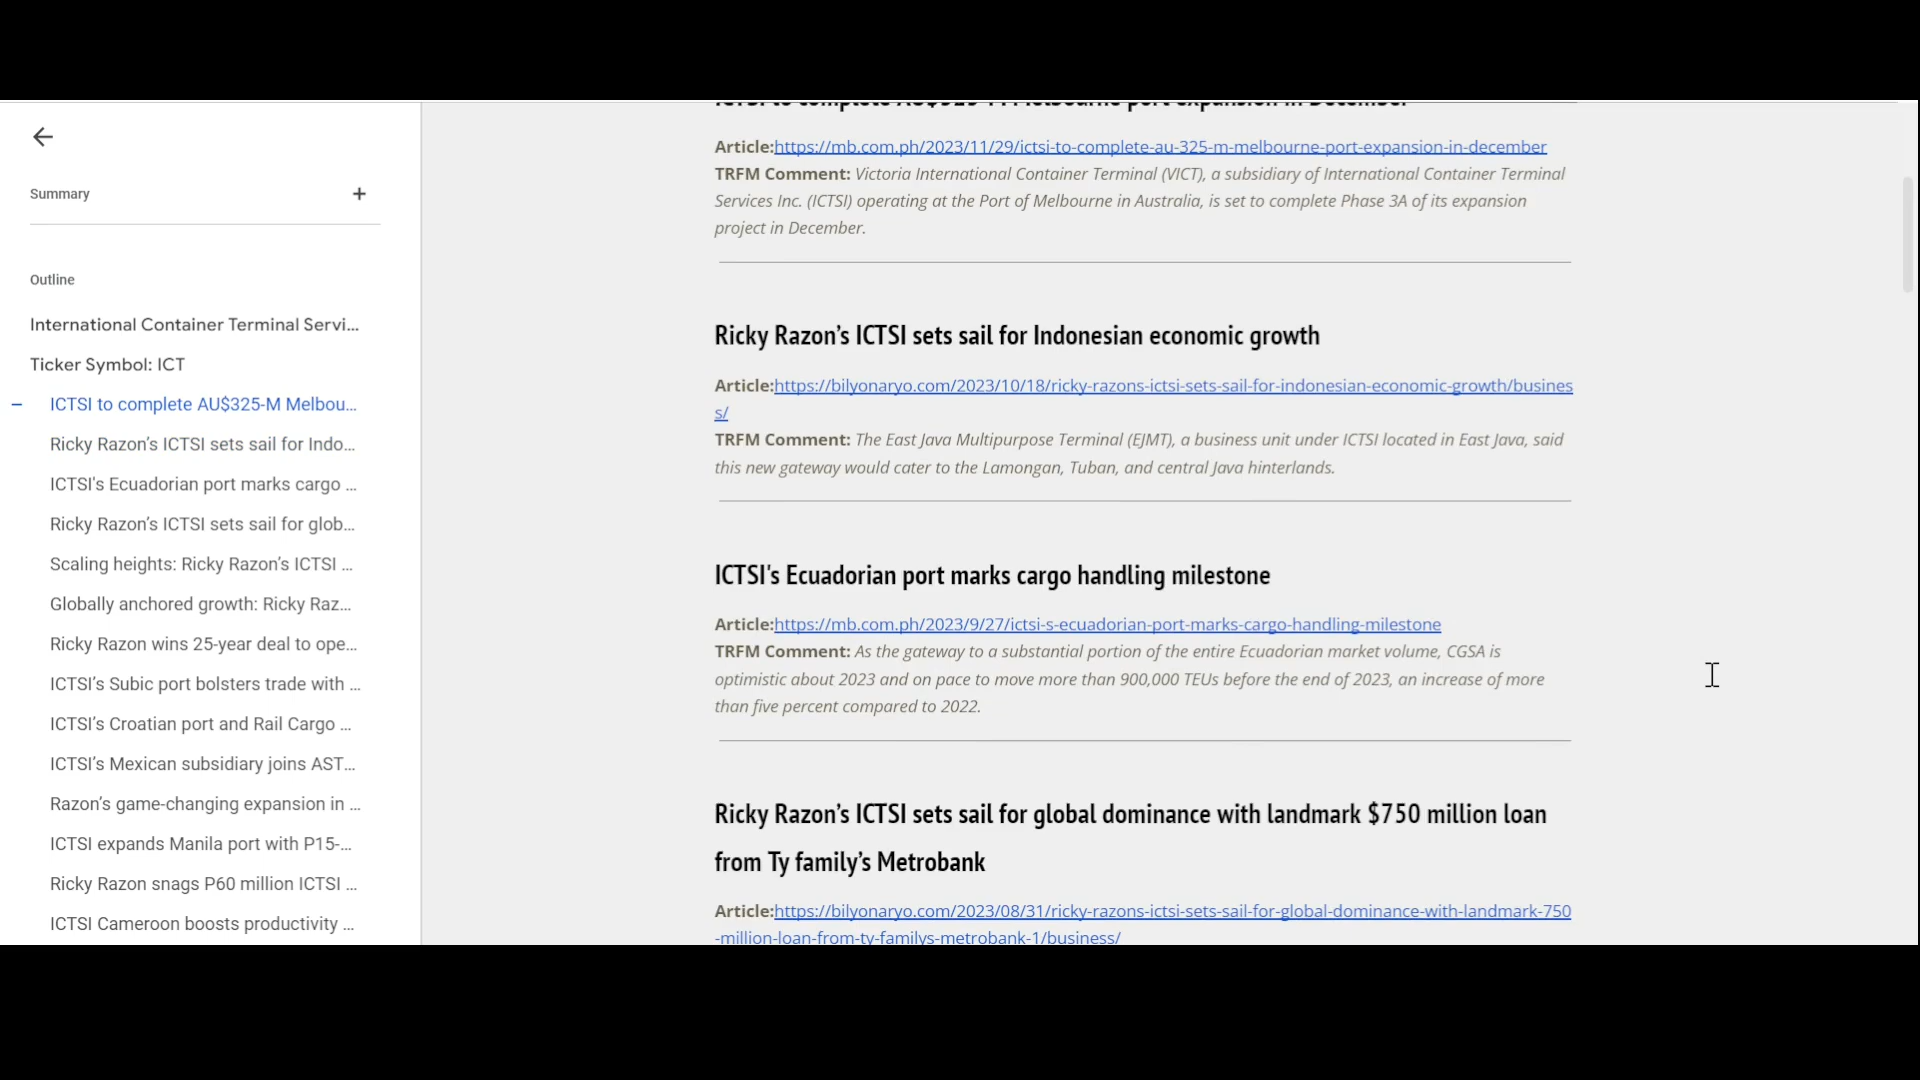 Summary
Outline
International Container Terminal Servi...
Ticker Symbol: ICT
ICTSI to complete AU$325-M Melbou...
Ricky Razon’s ICTSI sets sail for Indo...
ICTSI's Ecuadorian port marks cargo ...
Ricky Razon’s ICTSI sets sail for glob...
Scaling heights: Ricky Razon’s ICTSI ...
Globally anchored growth: Ricky Raz...
Ricky Razon wins 25-year deal to ope...
ICTSI’s Subic port bolsters trade with ...
ICTSI’s Croatian port and Rail Cargo ...
ICTSI’s Mexican subsidiary joins AST...
Razon’s game-changing expansion in ...
ICTSI expands Manila port with P15-...
Ricky Razon snags P60 million ICTSI ...
ICTSI Cameroon boosts productivity ...
ICTSI to complete AU$325-M Melbourne port expansion in December
Article:https://mb.com.ph/2023/11/29/ictsi-to-complete-au-325-m-melbourne-port-expansion-in-december
TRFM Comment: Victoria International Container Terminal (VICT), a subsidiary of International Container Terminal
Services Inc. (ICTSI) operating at the Port of Melbourne in Australia, is set to complete Phase 3A of its expansion
project in December.
Ricky Razon’s ICTSI sets sail for Indonesian economic growth
Article:https://bilyonaryo.com/2023/10/18/ricky-razons-ictsi-sets-sail-for-indonesian-economic-growth/busines
s/
TRFM Comment: The East Java Multipurpose Terminal (EJMT), a business unit under ICTSI located in East Java, said
this new gateway would cater to the Lamongan, Tuban, and central Java hinterlands.
ICTSI's Ecuadorian port marks cargo handling milestone
Article:https://mb.com.ph/2023/9/27/ictsi-s-ecuadorian-port-marks-cargo-handling-milestone
TRFM Comment: As the gateway to a substantial portion of the entire Ecuadorian market volume, CGSA is
optimistic about 2023 and on pace to move more than 900,000 TEUs before the end of 2023, an increase of more
than five percent compared to 2022.
Ricky Razon’s ICTSI sets sail for global dominance with landmark $750 million loan
from Ty family’s Metrobank
Article:https://bilyonaryo.com/2023/08/31/ricky-razons-ictsi-sets-sail-for-global-dominance-with-landmark-750
-million-loan-from-ty-familys-metrobank-1/business/